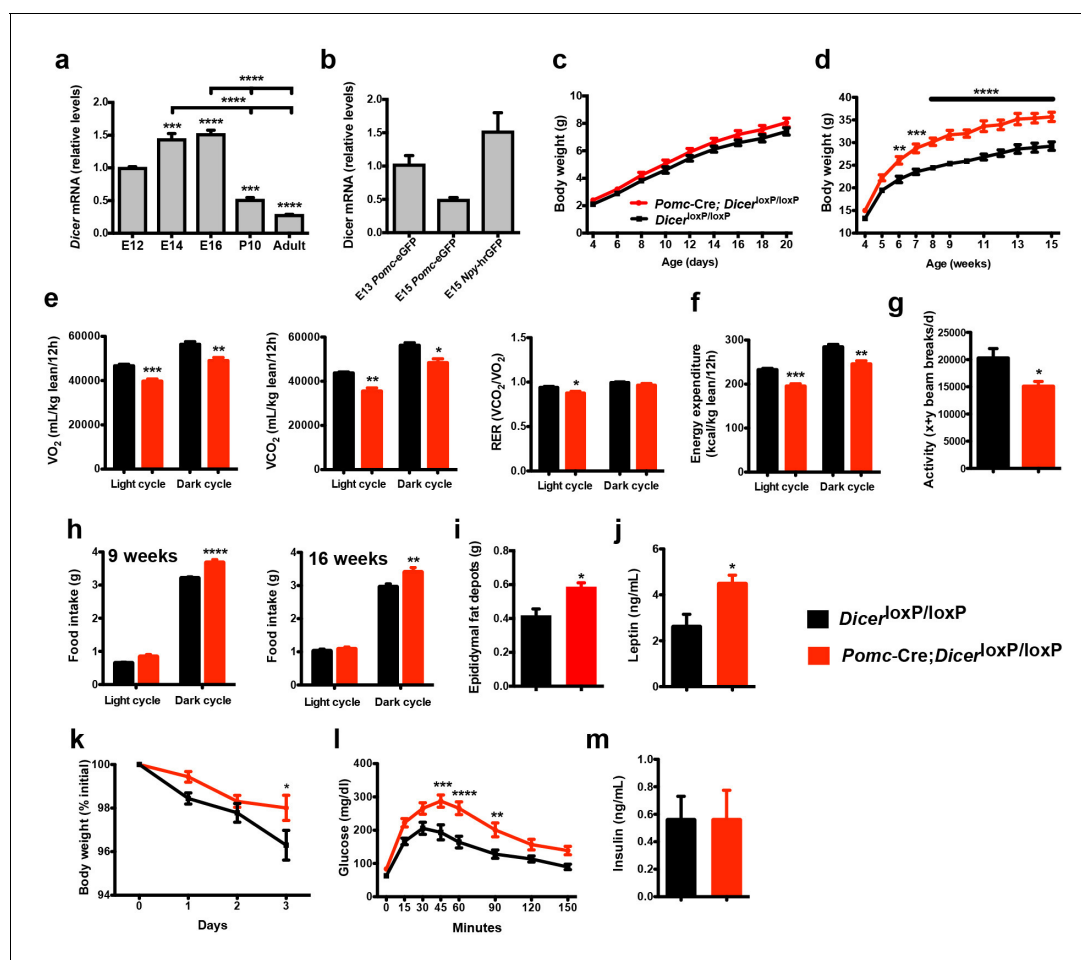 a
****
****
***
****
***
****
Dicer mRNA (relative levels)
2.0
1.5
1.0
0.5
0.0
E12 E14 E16 P10 Adult
b
Dicer mRNA (relative levels)
2.0
1.5
1.0
0.5
0.0
E13 Pomc-eGFP
E15 Pomc-eGFP
E15 Npy-hrGFP
c
Body weight (g)
10
8
6
4
2
0
Pomc-Cre; Dicer^loxP/loxP
Dicer^loxP/loxP
4 6 8 10 12 14 16 18 20
Age (days)
d
****
** ***
Body weight (g)
40
35
30
25
20
15
10
4 5 6 7 8 9 11 13 15
Age (weeks)
e
VO2 (mL/kg lean/12h)
60000
40000
20000
0
***
**
Light cycle Dark cycle
VCO2 (mL/kg lean/12h)
60000
40000
20000
0
**
*
Light cycle Dark cycle
RER (VCO2/VO2)
1.5
1.0
0.5
0.0
*
Light cycle Dark cycle
f
Energy expenditure
(kcal/kg lean/12h)
300
200
100
0
***
**
Light cycle Dark cycle
g
Activity (x+y beam breaks/d)
25000
20000
15000
10000
5000
0
*
h
9 weeks
Food intake (g)
4
3
2
1
0
****
Light cycle Dark cycle
16 weeks
Food intake (g)
4
3
2
1
0
**
Light cycle Dark cycle
i
Epididymal fat depots (g)
0.8
0.6
0.4
0.2
0.0
*
j
Leptin (ng/mL)
6
4
2
0
*
Dicer^loxP/loxP
Pomc-Cre;Dicer^loxP/loxP
k
Body weight (% initial)
100
98
96
94
*
0 1 2 3
Days
l
Glucose (mg/dl)
400
300
200
100
0
*** **** **
0 15 30 45 60 90 120 150
Minutes
m
Insulin (ng/mL)
1.0
0.8
0.6
0.4
0.2
0.0